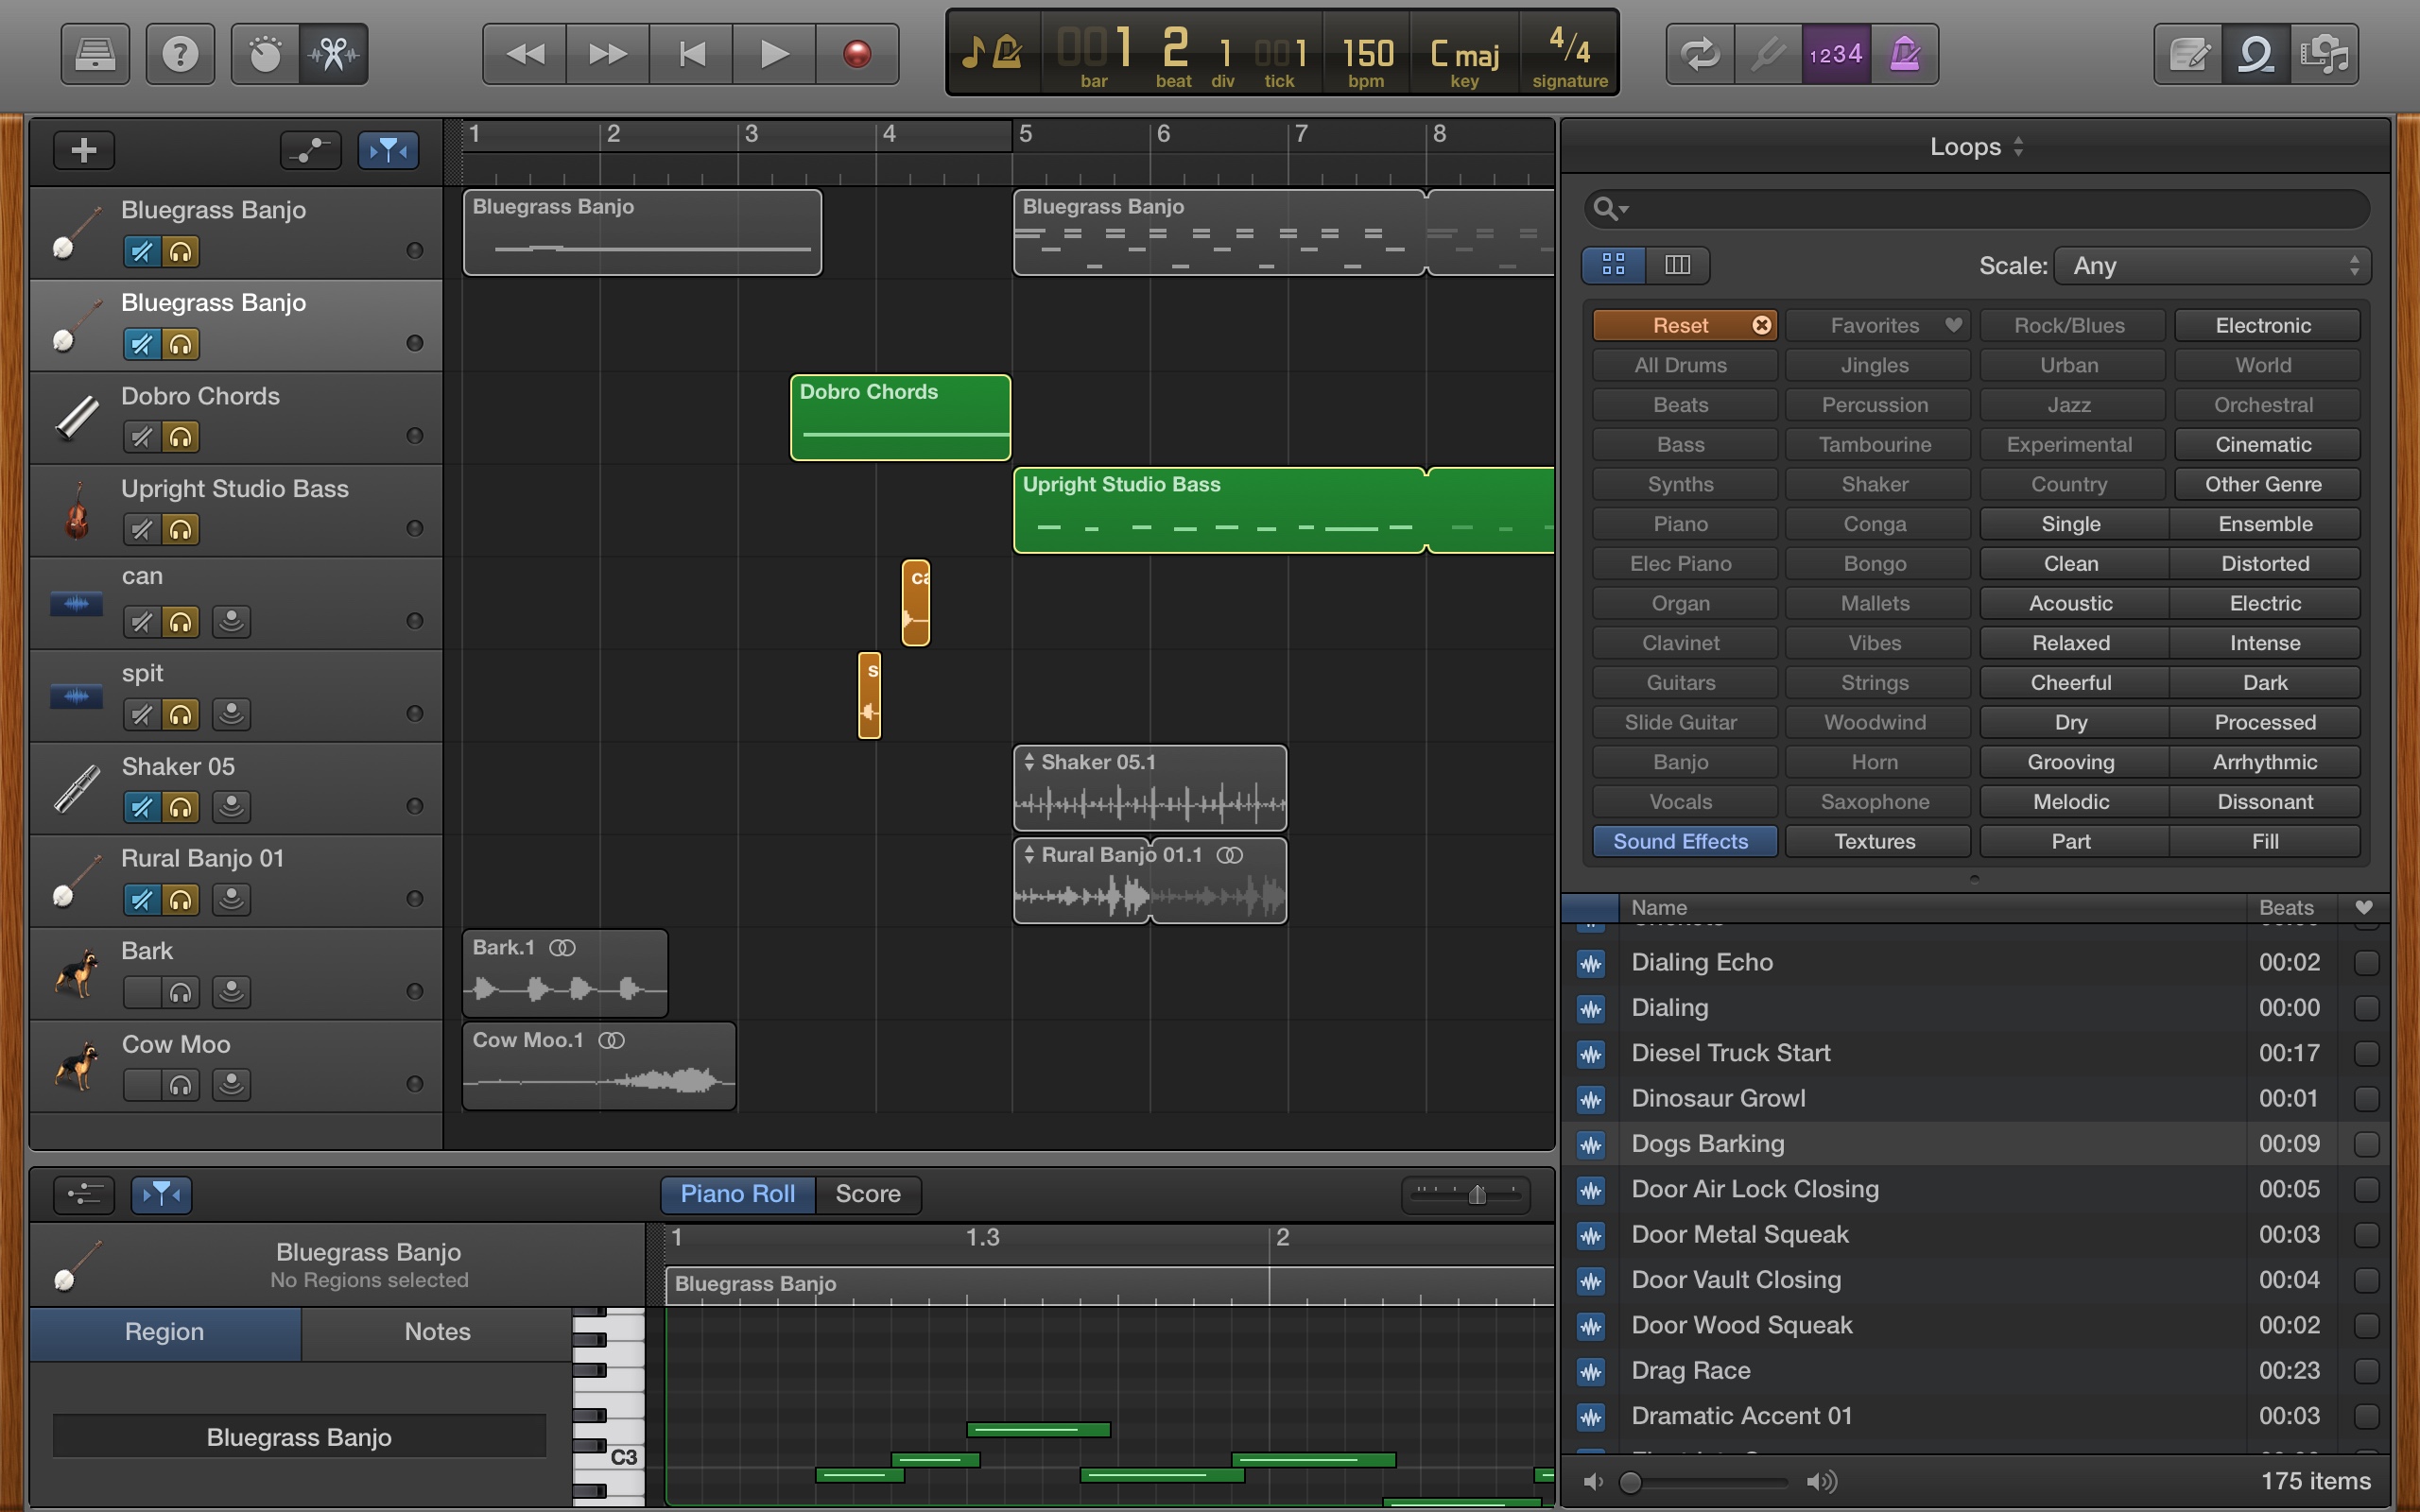 001 2 1 001 150 C maj 4/4
bar beat div tick bpm key signature
1234
1 2 3 4 5 6 7 8
Bluegrass Banjo
Bluegrass Banjo
Dobro Chords
Upright Studio Bass
can
spit
Shaker 05
Rural Banjo 01
Bark
Cow Moo
Bluegrass Banjo
Bluegrass Banjo
Dobro Chords
Upright Studio Bass
ca
s
Shaker 05.1
Rural Banjo 01.1
Bark.1
Cow Moo.1
Loops
Scale: Any
Reset Favorites Rock/Blues Electronic
All Drums Jingles Urban World
Beats Percussion Jazz Orchestral
Bass Tambourine Experimental Cinematic
Synths Shaker Country Other Genre
Piano Conga Single Ensemble
Elec Piano Bongo Clean Distorted
Organ Mallets Acoustic Electric
Clavinet Vibes Relaxed Intense
Guitars Strings Cheerful Dark
Slide Guitar Woodwind Dry Processed
Banjo Horn Grooving Arrhythmic
Vocals Saxophone Melodic Dissonant
Sound Effects Textures Part Fill
Name Beats
Dialing Echo 00:02
Dialing 00:00
Diesel Truck Start 00:17
Dinosaur Growl 00:01
Dogs Barking 00:09
Door Air Lock Closing 00:05
Door Metal Squeak 00:03
Door Vault Closing 00:04
Door Wood Squeak 00:02
Drag Race 00:23
Dramatic Accent 01 00:03
175 items
Piano Roll Score
Bluegrass Banjo
No Regions selected
Region Notes
Bluegrass Banjo
1 1.3 2
Bluegrass Banjo
C3